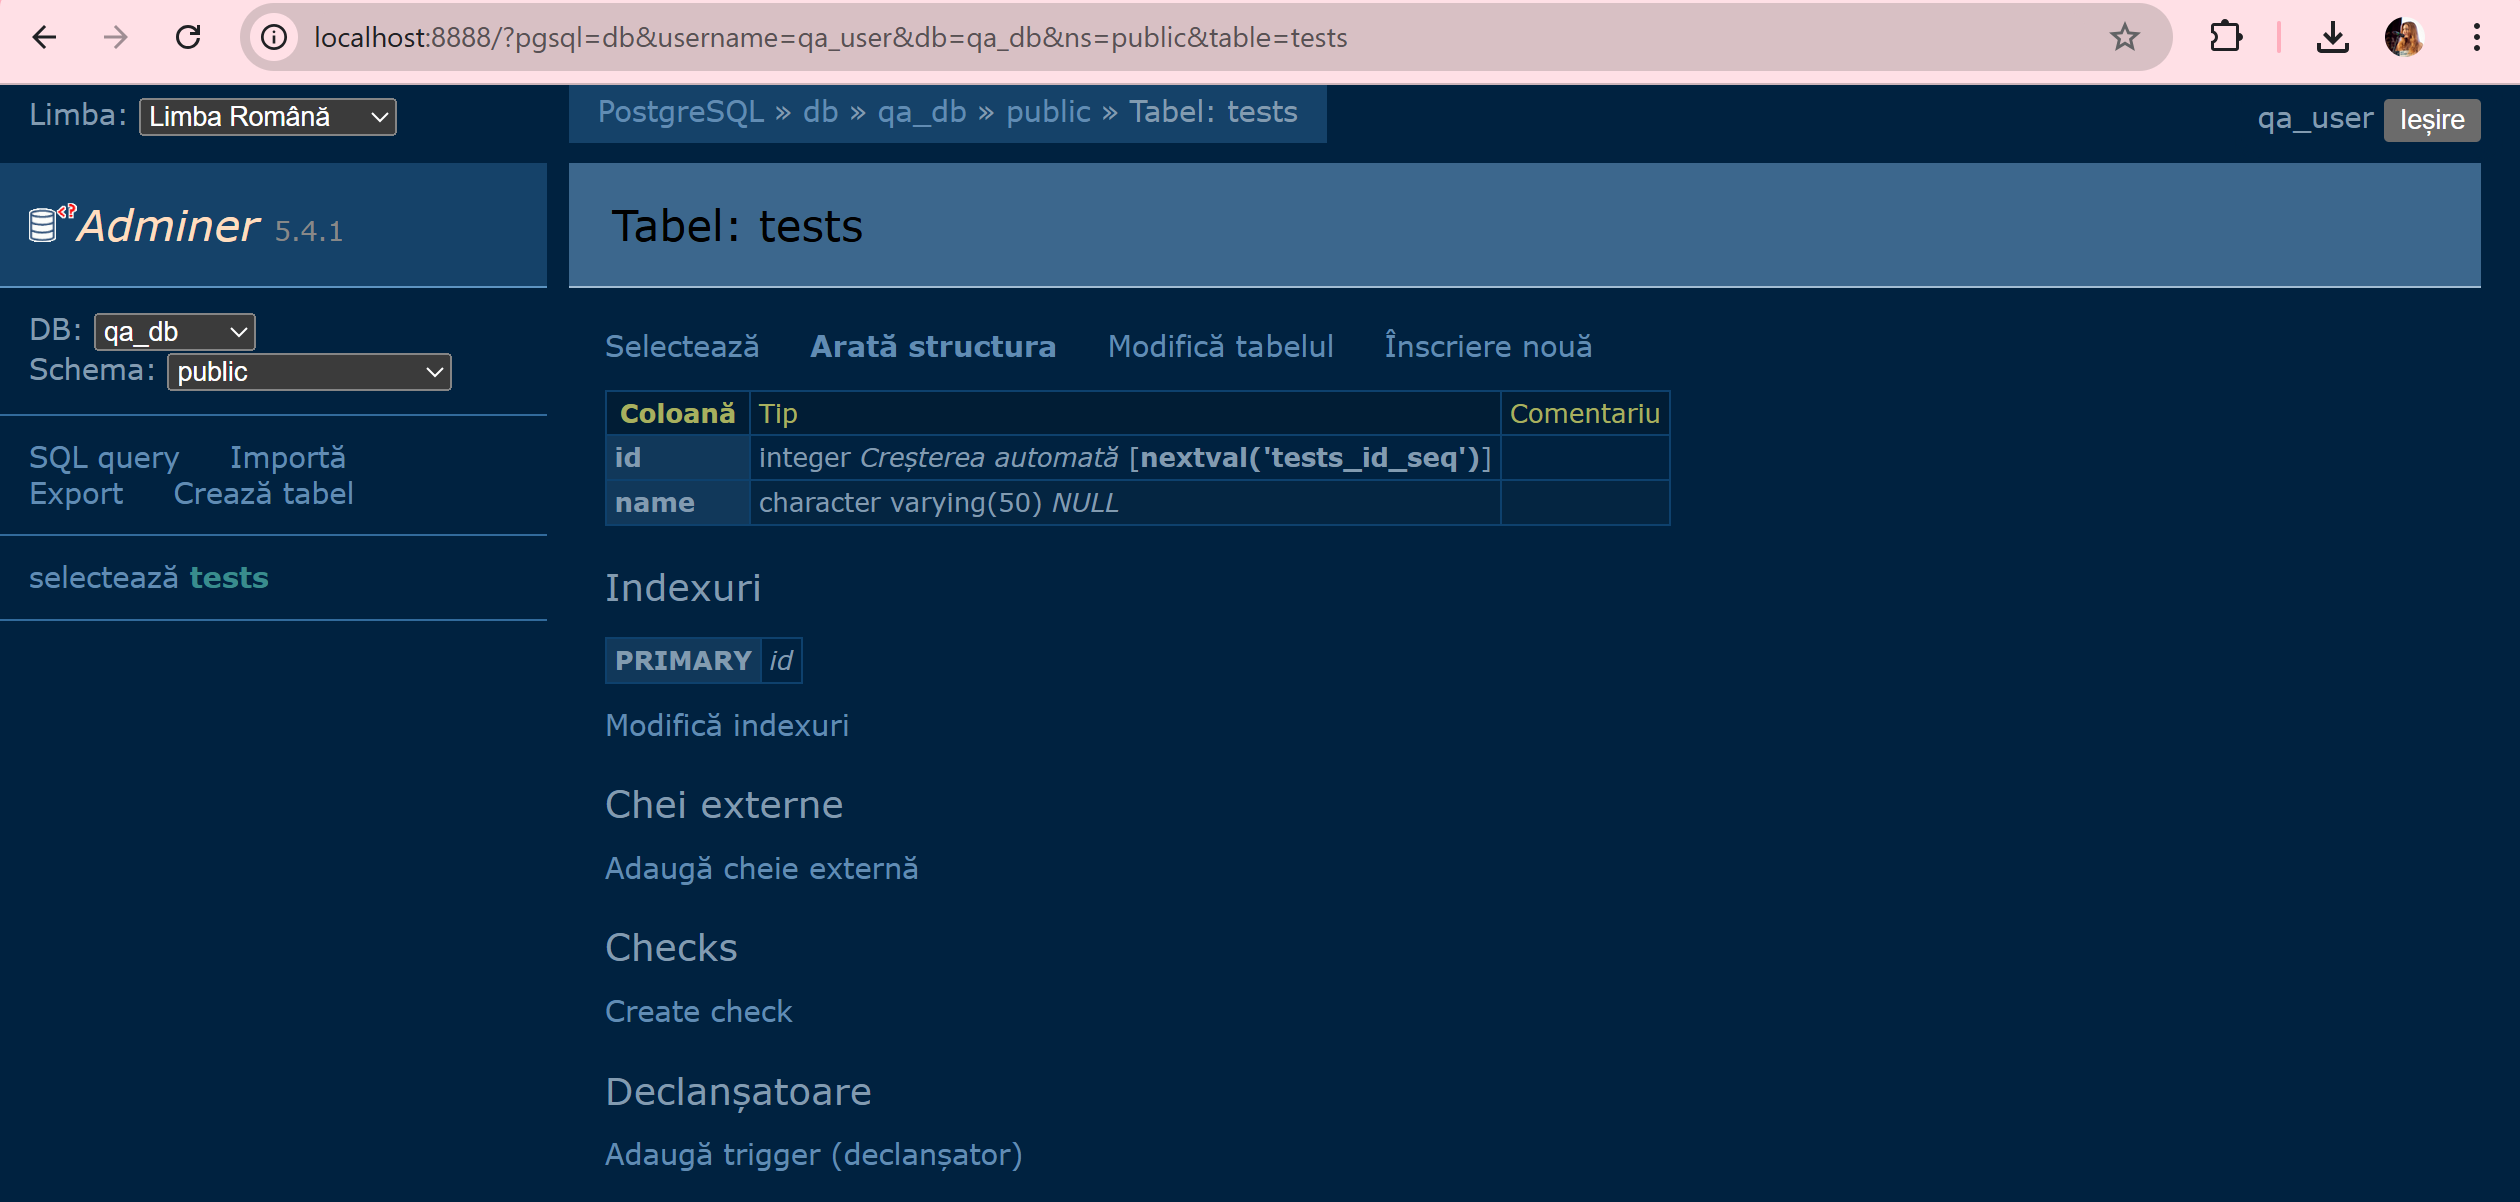 localhost:8888/?pgsql=db&username=qa_user&db=qa_db&ns=public&table=tests
Limba: Limba Română
PostgreSQL » db » qa_db » public » Tabel: tests
qa_user Ieșire
Adminer 5.4.1
Tabel: tests
DB: qa_db
Schema: public
SQL query Importă
Export Crează tabel
selectează tests
Selectează Arată structura Modifică tabelul Înscriere nouă
Coloană Tip Comentariu
id integer Creșterea automată [nextval('tests_id_seq')]
name character varying(50) NULL
Indexuri
PRIMARY id
Modifică indexuri
Chei externe
Adaugă cheie externă
Checks
Create check
Declanșatoare
Adaugă trigger (declanșator)